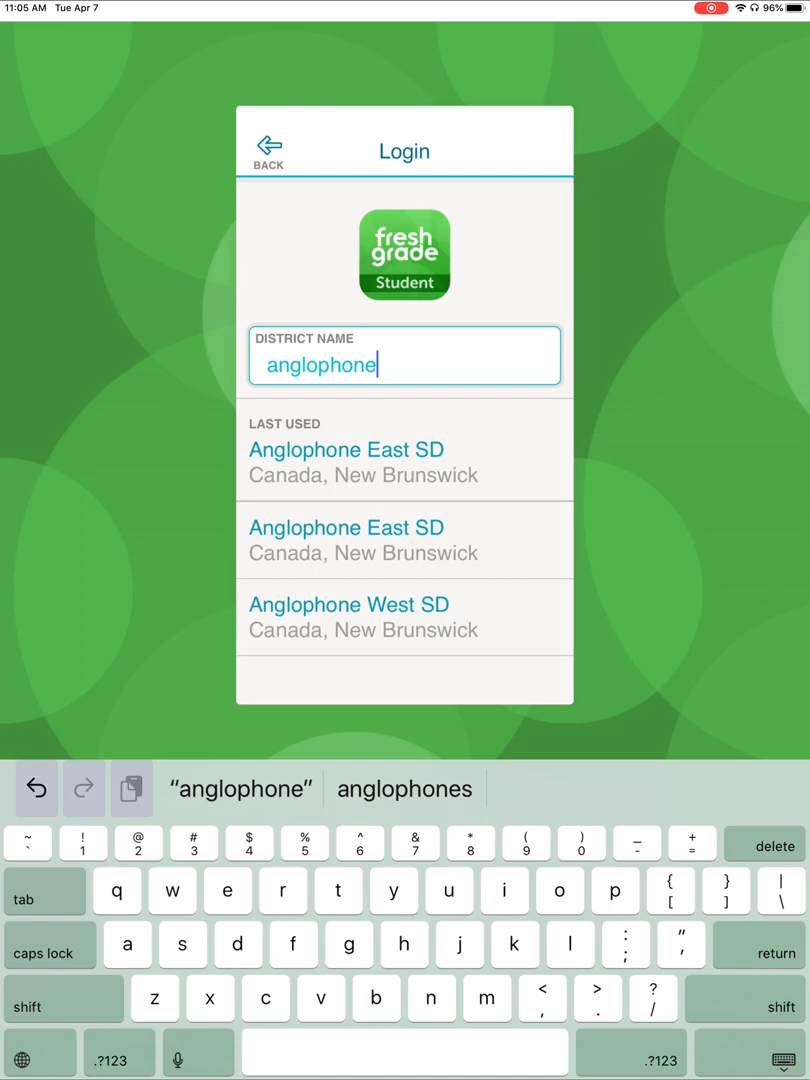 11:05 AM Tue Apr 7
96%
BACK
Login
fresh
grade
Student
DISTRICT NAME
anglophone
LAST USED
Anglophone East SD
Canada, New Brunswick
Anglophone East SD
Canada, New Brunswick
Anglophone West SD
Canada, New Brunswick
“anglophone” anglophones
~ ! @ # $ % ^ & * ( ) _ +
` 1 2 3 4 5 6 7 8 9 0 - = delete
tab q w e r t y u i o p { [ } ] | \
caps lock a s d f g h j k l : ; " ' return
shift z x c v b n m < , > . ? / shift
.?123 .?123